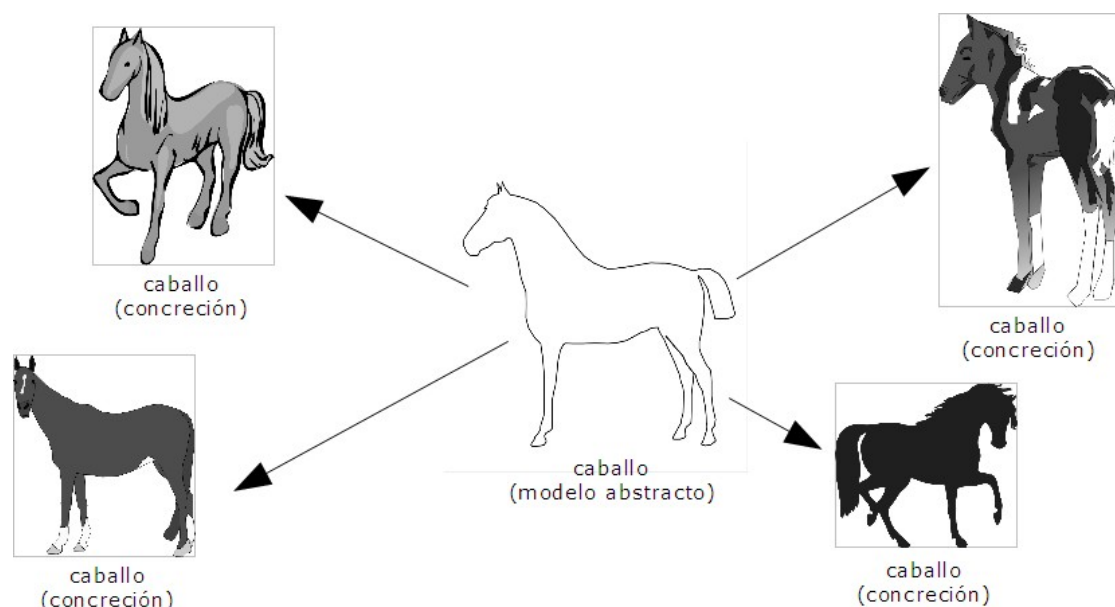 caballo
(concreción)
caballo
(concreción)
caballo
(modelo abstracto)
caballo
(concreción)
caballo
(concreción)